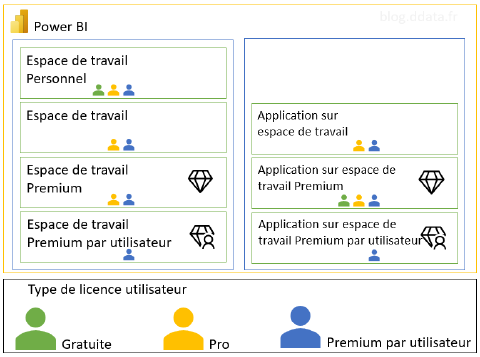 blog.ddata.fr
Power BI
Espace de travail
Personnel
Espace de travail
Espace de travail
Premium
Espace de travail
Premium par utilisateur
Application sur
espace de travail
Application sur espace de
travail Premium
Application sur espace de
travail Premium par utilisateur
Type de licence utilisateur
Gratuite
Pro
Premium par utilisateur